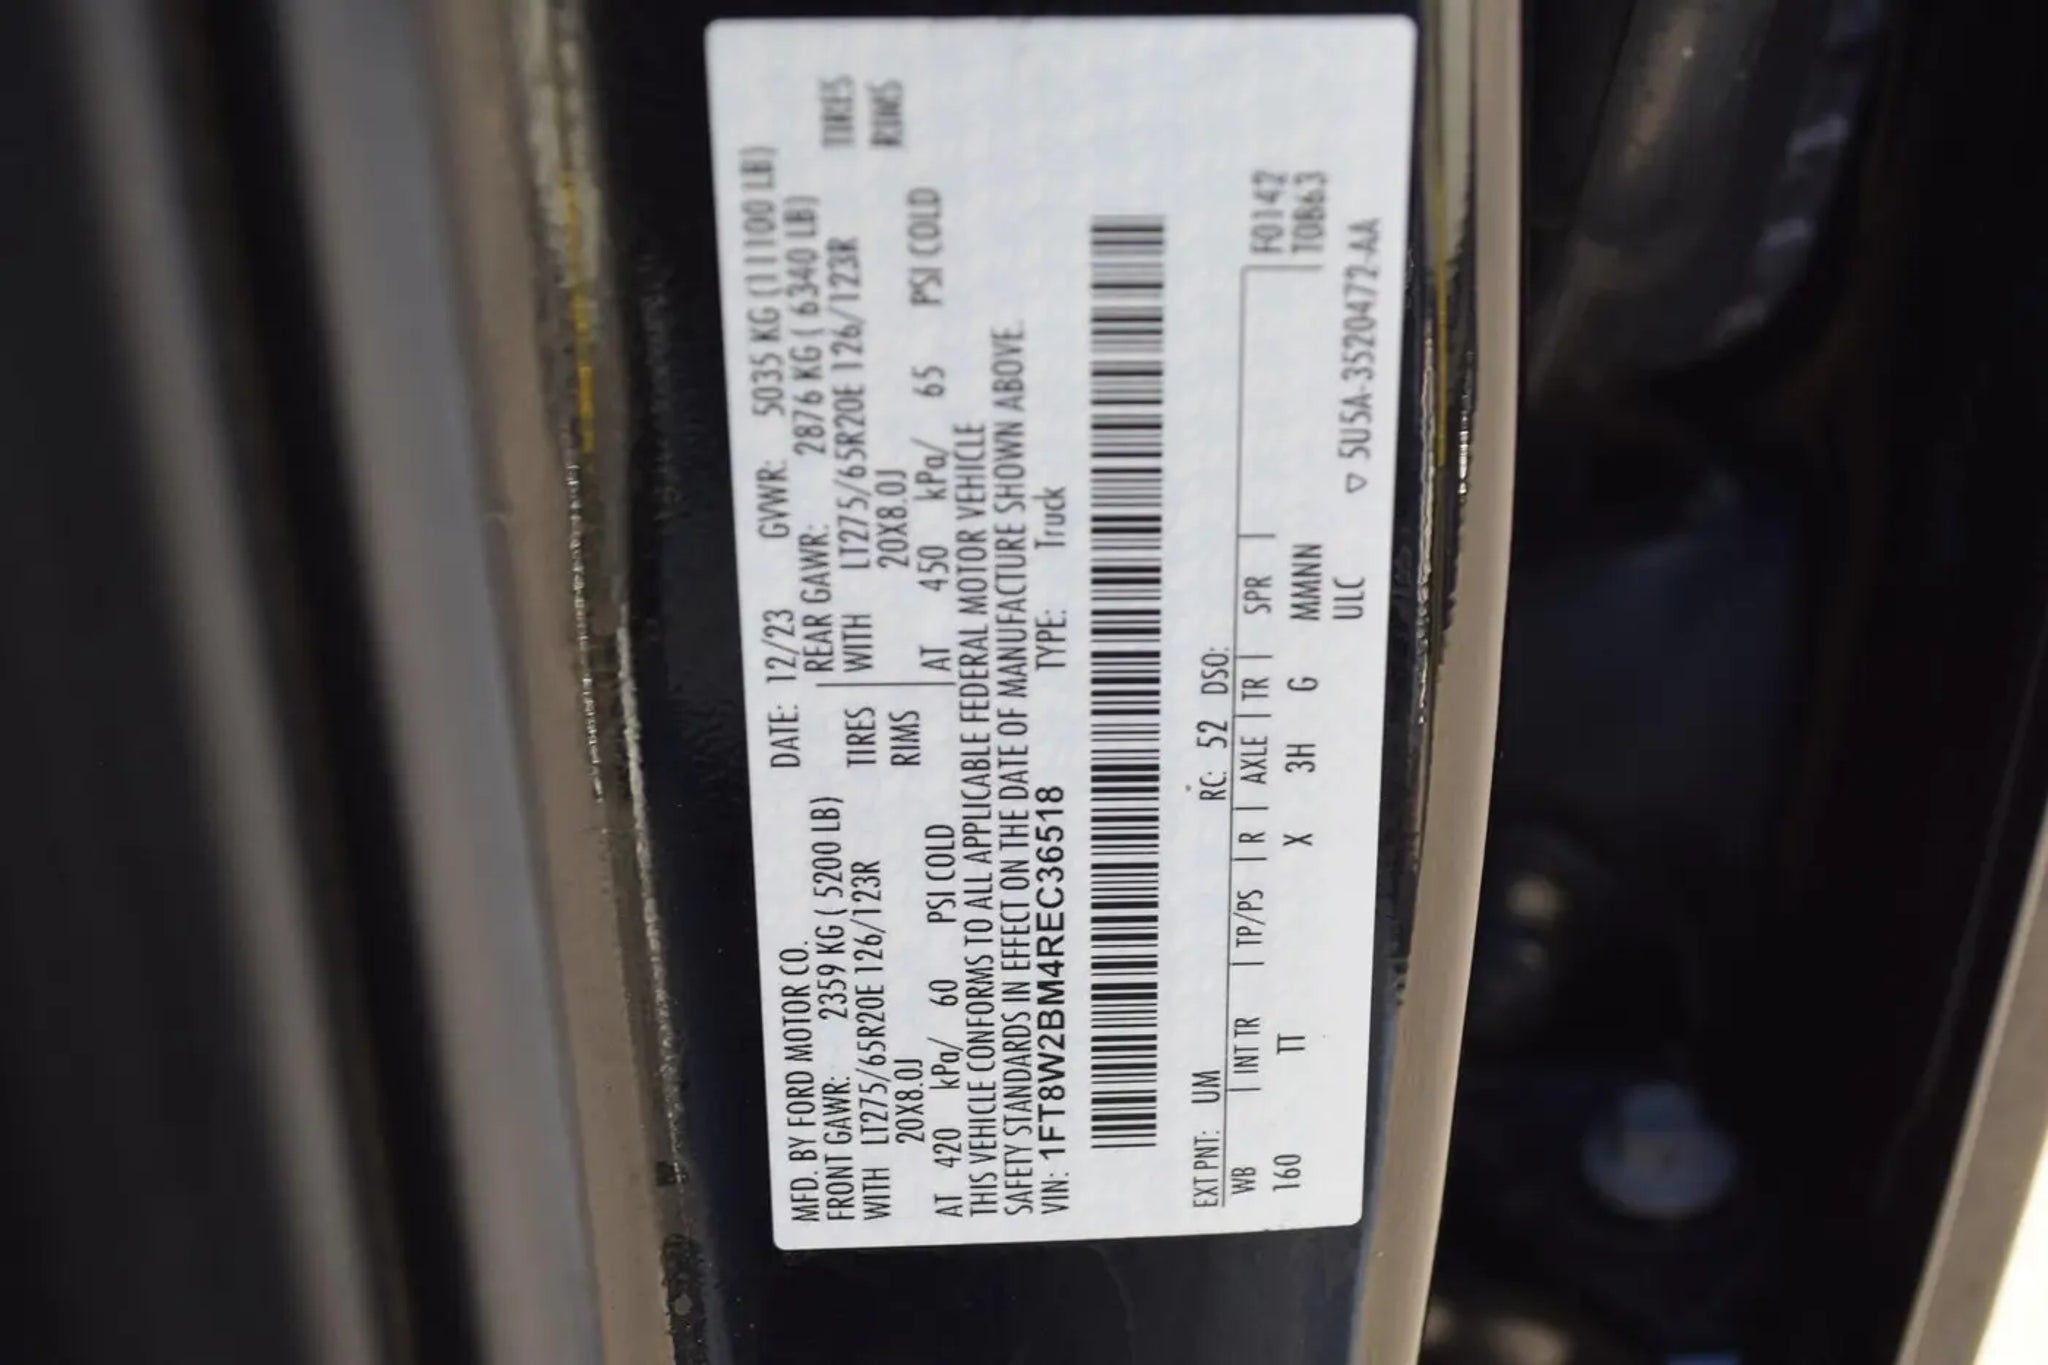 MFD. BY FORD MOTOR CO. DATE: 12/23 GVWR: 5035 KG (11100 LB)
FRONT GAWR: 2359 KG ( 5200 LB) REAR GAWR: 2876 KG ( 6340 LB)
WITH LT275/65R20E 126/123R TIRES WITH LT275/65R20E 126/123R TIRES
20X8.0J RIMS 20X8.0J RIMS
AT 420 kPa/ 60 PSI COLD AT 450 kPa/ 65 PSI COLD
THIS VEHICLE CONFORMS TO ALL APPLICABLE FEDERAL MOTOR VEHICLE
SAFETY STANDARDS IN EFFECT ON THE DATE OF MANUFACTURE SHOWN ABOVE.
VIN: 1FT8W2BM4REC36518 TYPE: Truck
EXT PNT: UM RC: 52 DSO:
WB | INT TR | TP/PS | R | AXLE | TR | SPR | F0142
160 TT X 3H G MMNN T0B63
ULC ▽ 5U5A-3520472-AA